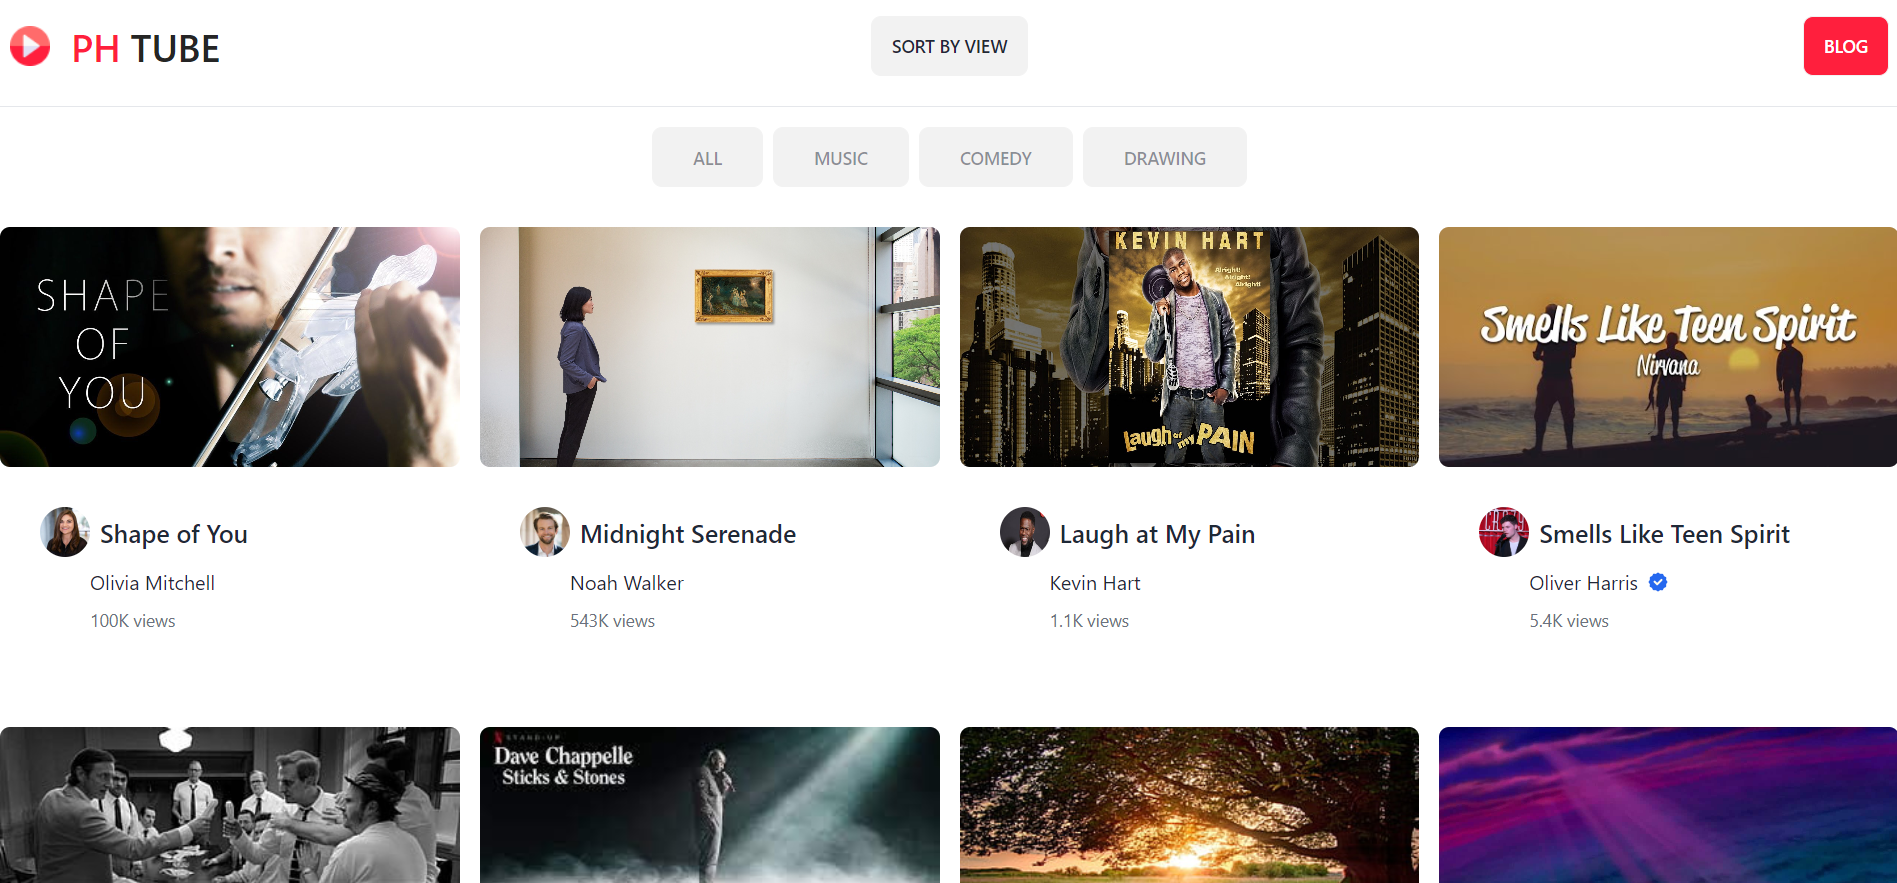 PH TUBE
SORT BY VIEW
BLOG
ALL
MUSIC
COMEDY
DRAWING
SHAPE
OF
YOU
KEVIN HART
Alright!
Alright!
Alright!
Laugh at my PAIN
Smells Like Teen Spirit
Nirvana
Shape of You
Olivia Mitchell
100K views
Midnight Serenade
Noah Walker
543K views
Laugh at My Pain
Kevin Hart
1.1K views
Smells Like Teen Spirit
Oliver Harris
5.4K views
STAND-UP
Dave Chappelle
Sticks & Stones